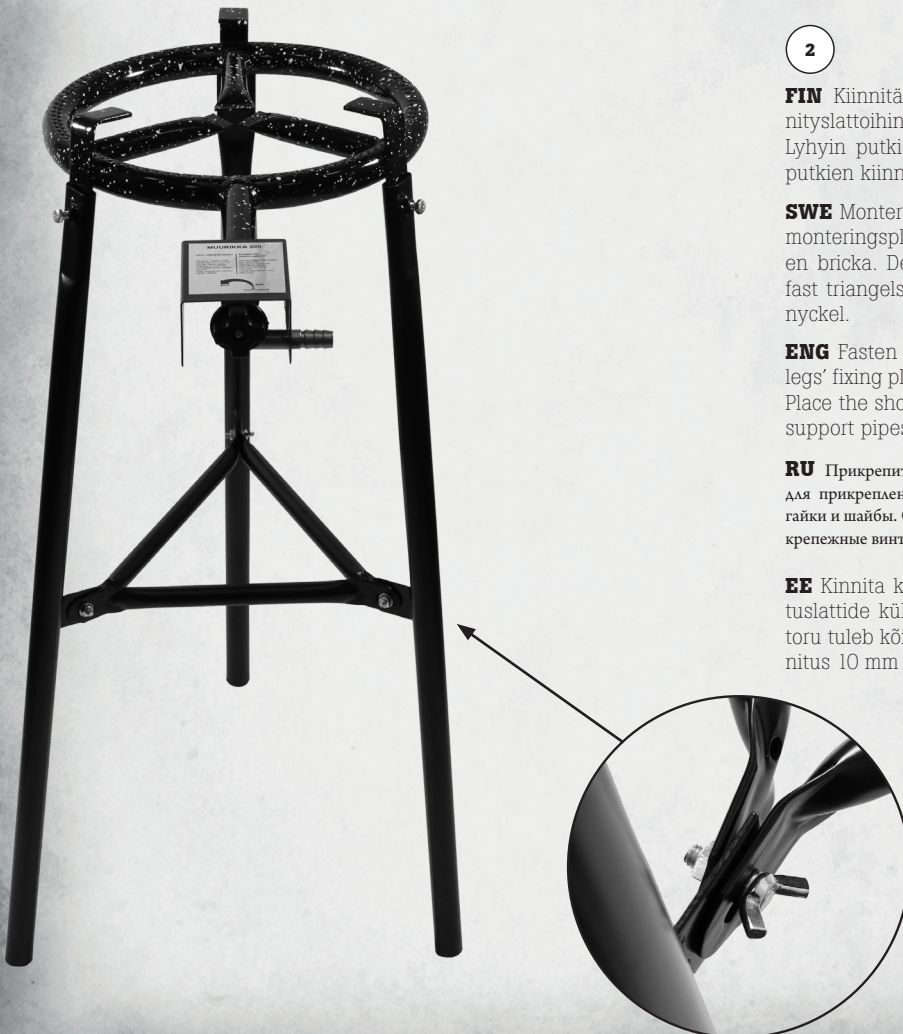 MUURIKKA 300
2
FIN Kiinnitä
nityslattoihin
Lyhyin putki
putkien kiinn
SWE Monter
monteringspl
en bricka. De
fast triangels
nyckel.
ENG Fasten
legs’ fixing pl
Place the sho
support pipes
RU Прикрепит
для прикреплен
гайки и шайбы.
крепежные винт
EE Kinnita k
tuslattide kül
toru tuleb kõi
nitus 10 mm